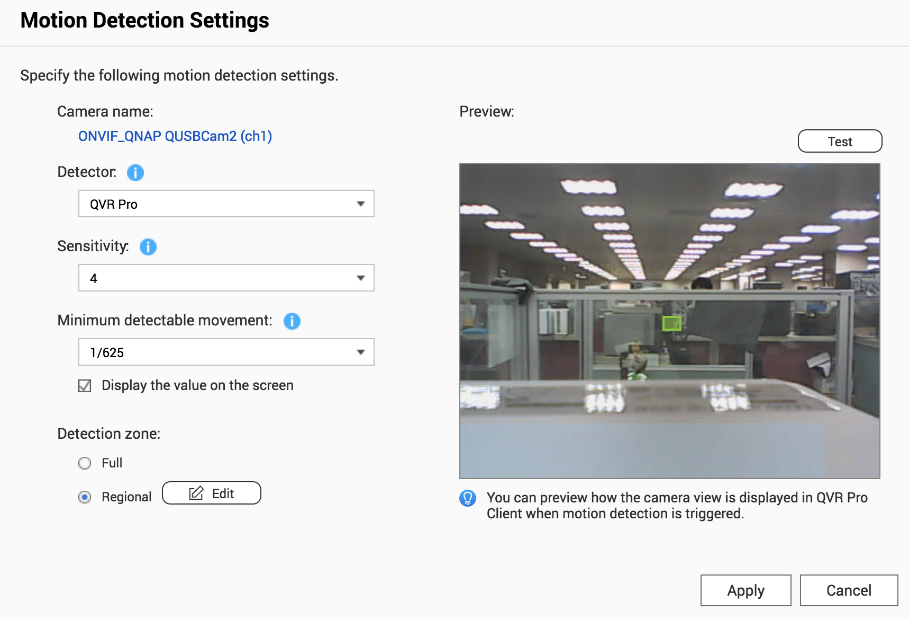 Motion Detection Settings
Specify the following motion detection settings.
Camera name:
ONVIF_QNAP QUSBCam2 (ch1)
Detector:
QVR Pro
Sensitivity:
4
Minimum detectable movement:
1/625
Display the value on the screen
Detection zone:
Full
Regional
Edit
Preview:
Test
You can preview how the camera view is displayed in QVR Pro
Client when motion detection is triggered.
Apply
Cancel